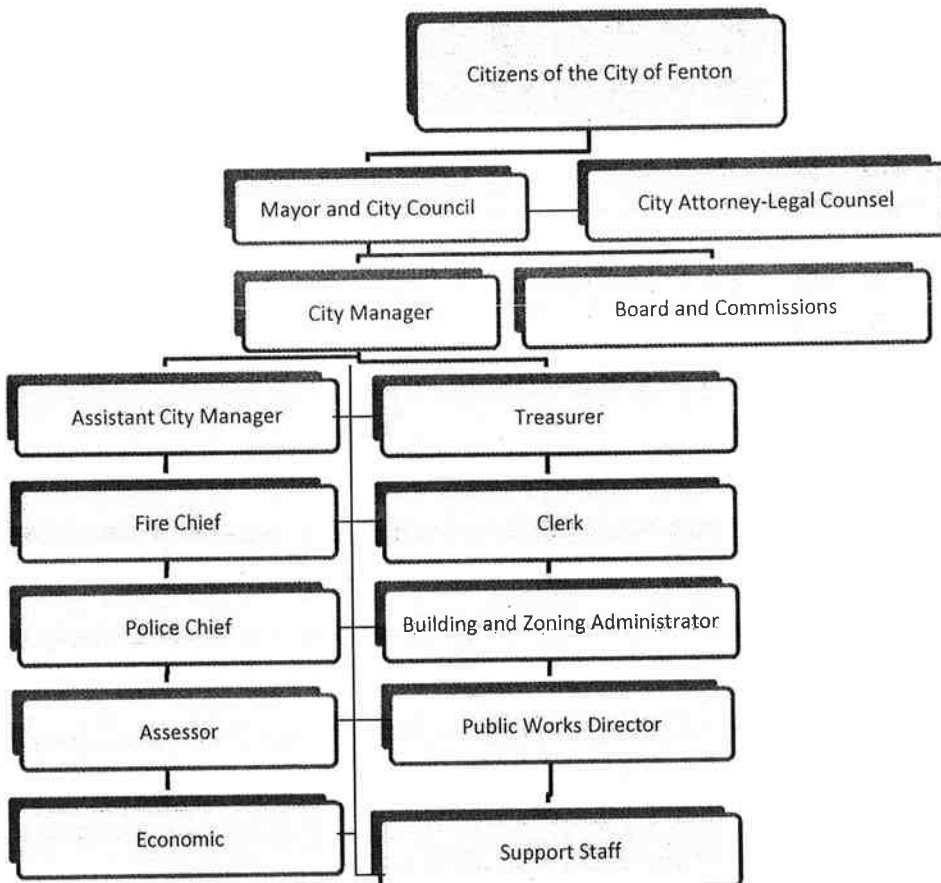 Citizens of the City of Fenton
Mayor and City Council
City Attorney-Legal Counsel
City Manager
Board and Commissions
Assistant City Manager
Treasurer
Fire Chief
Clerk
Police Chief
Building and Zoning Administrator
Assessor
Public Works Director
Economic
Support Staff